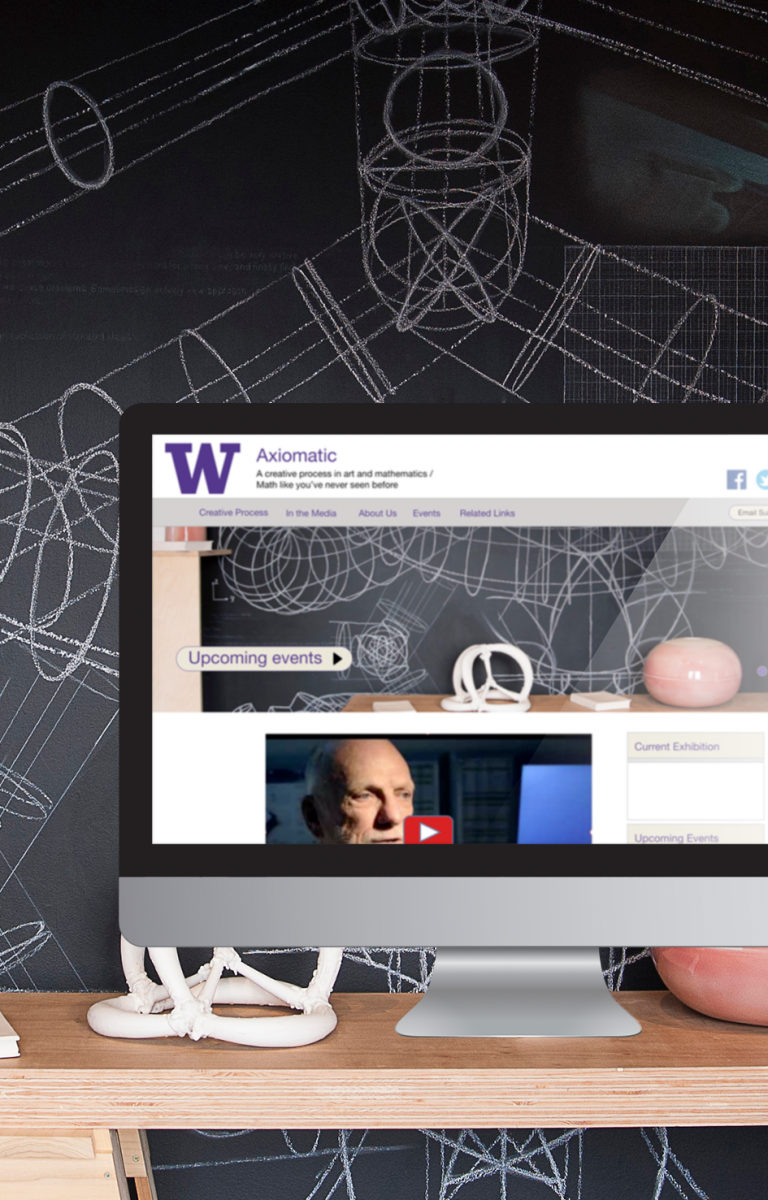 W
Axiomatic
A creative process in art and mathematics /
Math like you've never seen before
Creative Process
In the Media
About Us
Events
Related Links
Email Su
Upcoming events
Current Exhibition
Upcoming Events